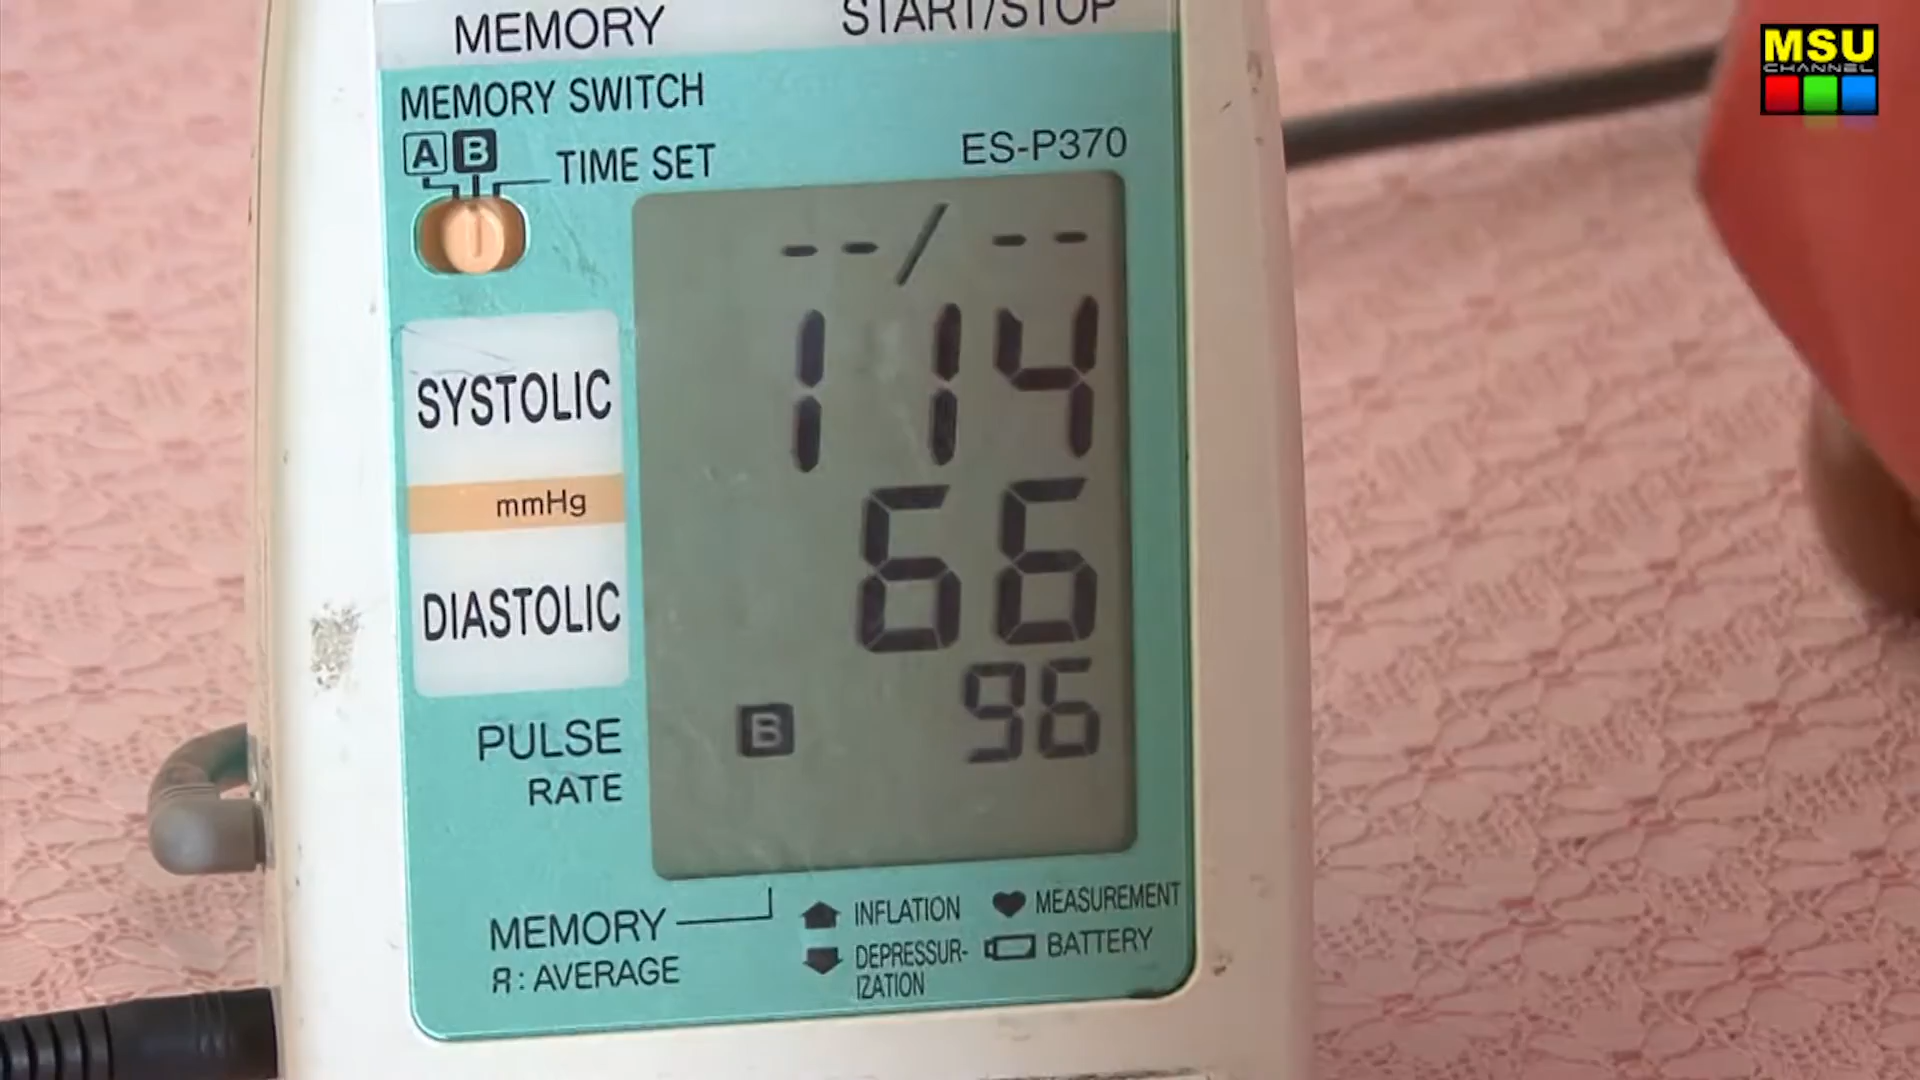 MEMORY START/STOP
MSU
CHANNEL
MEMORY SWITCH
A B
TIME SET
ES-P370
--/--
SYSTOLIC
114
mmHg
DIASTOLIC
66
PULSE
RATE
B 96
MEMORY
A: AVERAGE
INFLATION
MEASUREMENT
DEPRESSUR-
IZATION
BATTERY